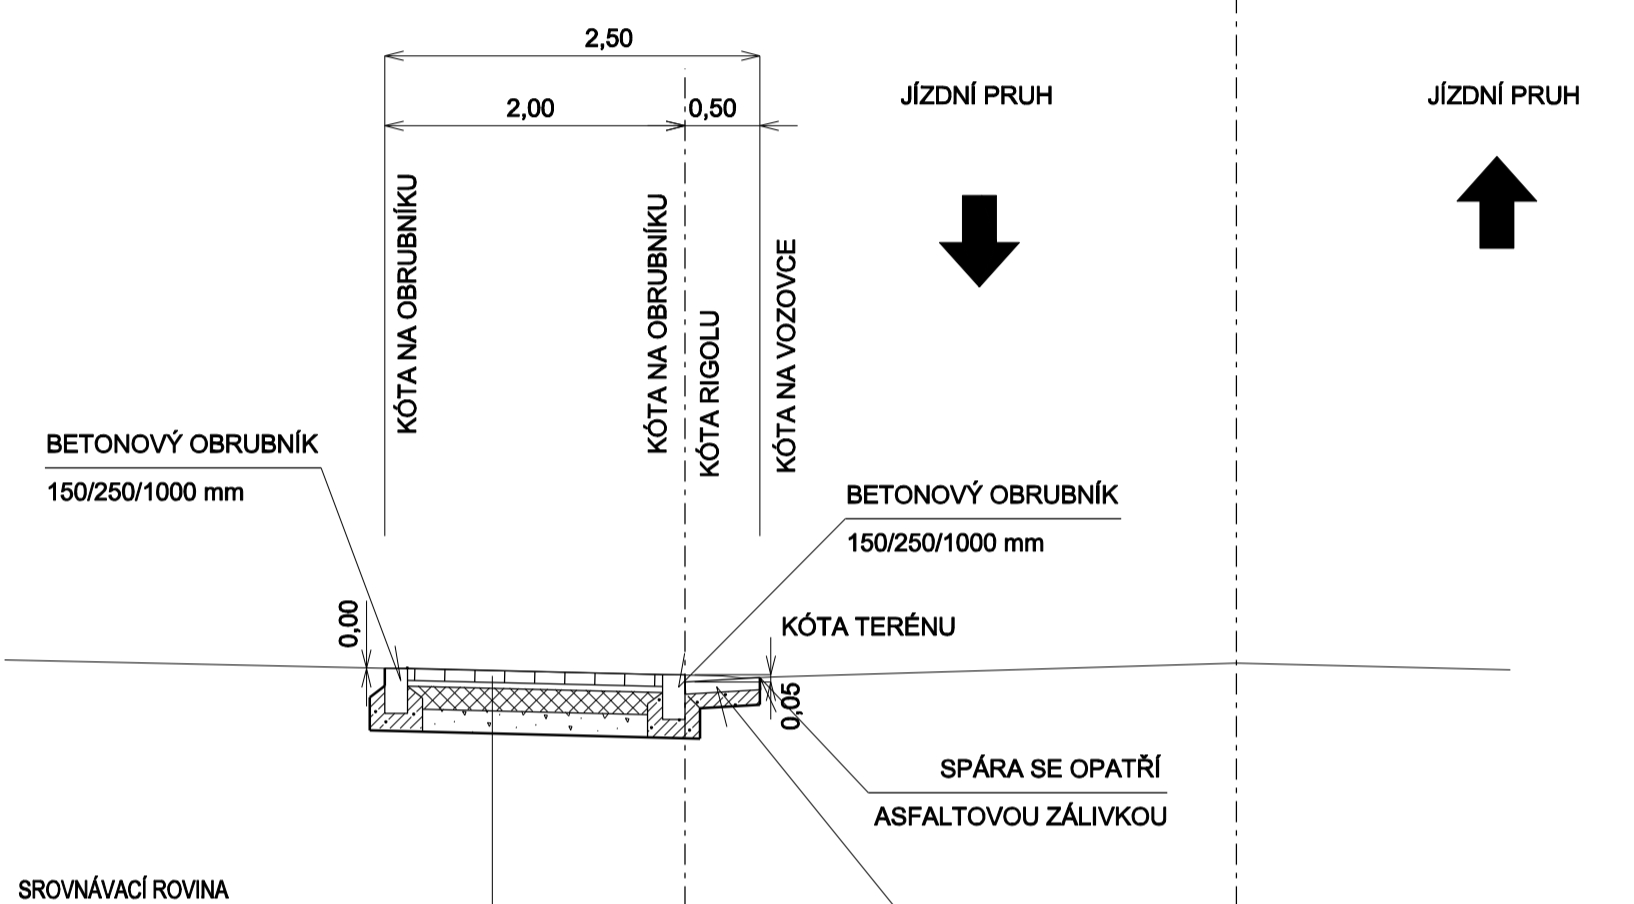 2,50
JÍZDNÍ PRUH
JÍZDNÍ PRUH
2,00
0,50
KÓTA NA OBRUBNÍKU
KÓTA NA OBRUBNÍKU
KÓTA RIGOLU
KÓTA NA VOZOVCE
BETONOVÝ OBRUBNÍK
150/250/1000 mm
BETONOVÝ OBRUBNÍK
150/250/1000 mm
0,00
KÓTA TERÉNU
0,05
SPÁRA SE OPATŘÍ
ASFALTOVOU ZÁLIVKOU
SROVNÁVACÍ ROVINA